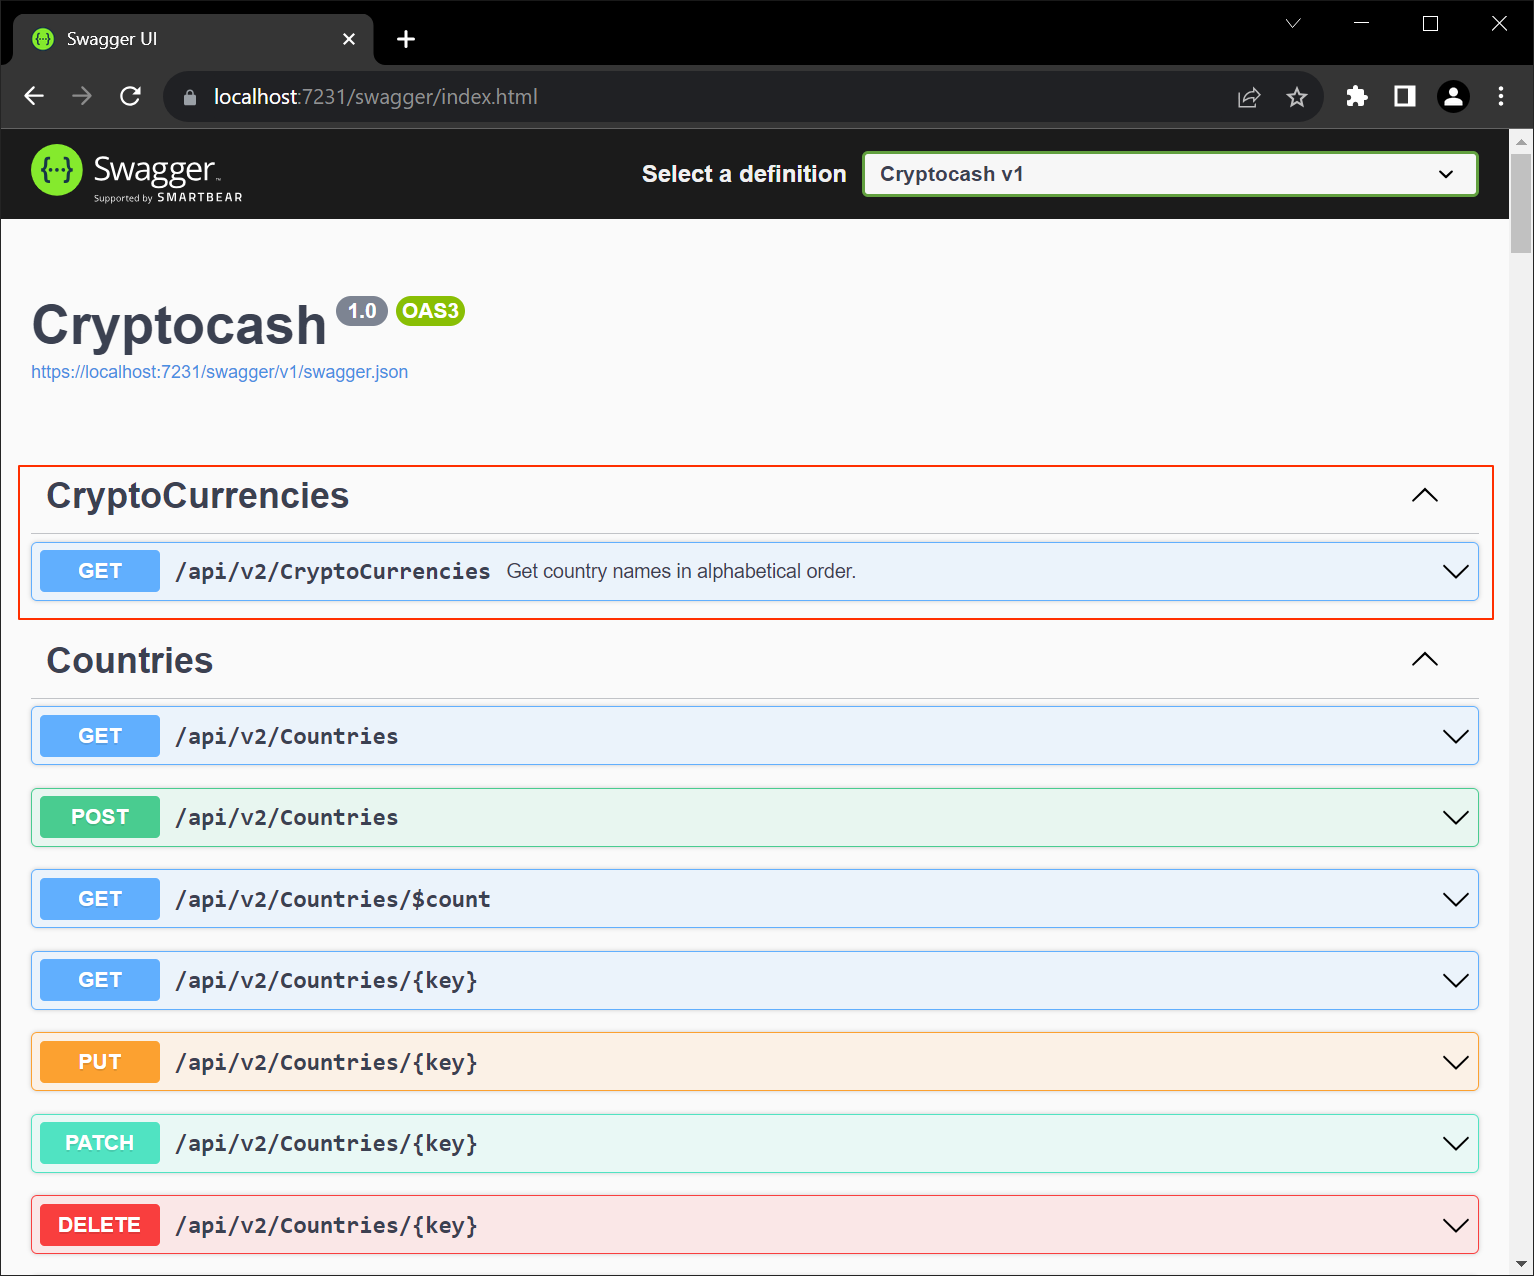 Swagger UI
localhost:7231/swagger/index.html
{···} Swagger™
Supported by SMARTBEAR
Select a definition
Cryptocash v1
Cryptocash 1.0 OAS3
https://localhost:7231/swagger/v1/swagger.json
CryptoCurrencies
GET /api/v2/CryptoCurrencies Get country names in alphabetical order.
Countries
GET /api/v2/Countries
POST /api/v2/Countries
GET /api/v2/Countries/$count
GET /api/v2/Countries/{key}
PUT /api/v2/Countries/{key}
PATCH /api/v2/Countries/{key}
DELETE /api/v2/Countries/{key}